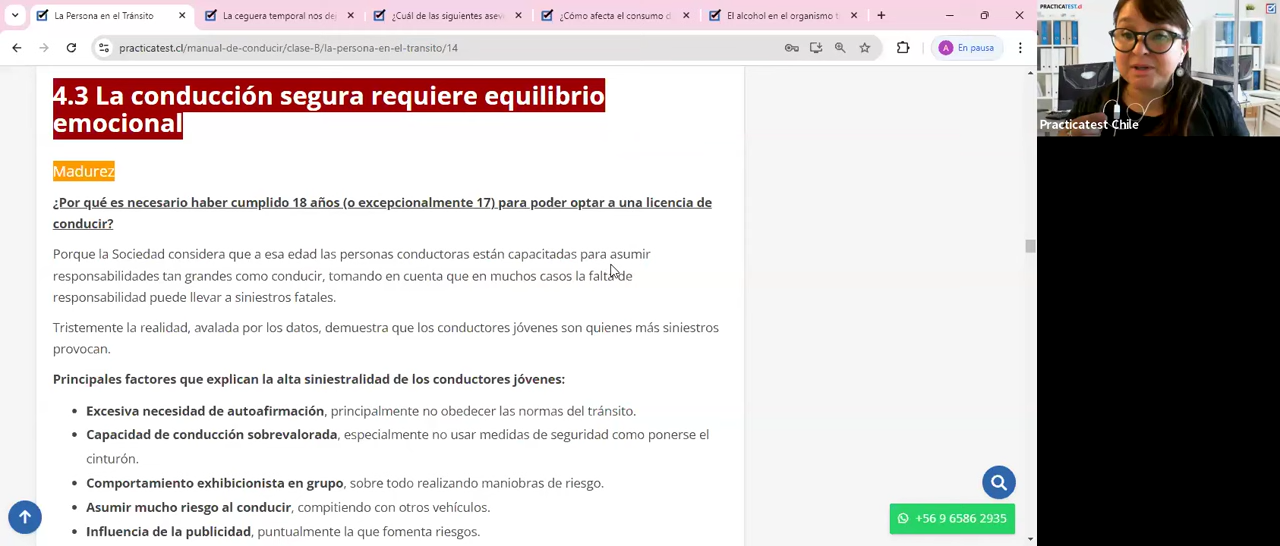 La Persona en el Tránsito
La ceguera temporal nos de
¿Cuál de las siguientes asev
¿Cómo afecta el consumo d
El alcohol en el organismo t
practicatest.cl/manual-de-conducir/clase-B/la-persona-en-el-transito/14
A En pausa
4.3 La conducción segura requiere equilibrio
emocional
Madurez
¿Por qué es necesario haber cumplido 18 años (o excepcionalmente 17) para poder optar a una licencia de
conducir?
Porque la Sociedad considera que a esa edad las personas conductoras están capacitadas para asumir
responsabilidades tan grandes como conducir, tomando en cuenta que en muchos casos la falta de
responsabilidad puede llevar a siniestros fatales.
Tristemente la realidad, avalada por los datos, demuestra que los conductores jóvenes son quienes más siniestros
provocan.
Principales factores que explican la alta siniestralidad de los conductores jóvenes:
• Excesiva necesidad de autoafirmación, principalmente no obedecer las normas del tránsito.
• Capacidad de conducción sobrevalorada, especialmente no usar medidas de seguridad como ponerse el
cinturón.
• Comportamiento exhibicionista en grupo, sobre todo realizando maniobras de riesgo.
• Asumir mucho riesgo al conducir, compitiendo con otros vehículos.
• Influencia de la publicidad, puntualmente la que fomenta riesgos.
+56 9 6586 2935
PRACTICATEST.cl
Practicatest Chile